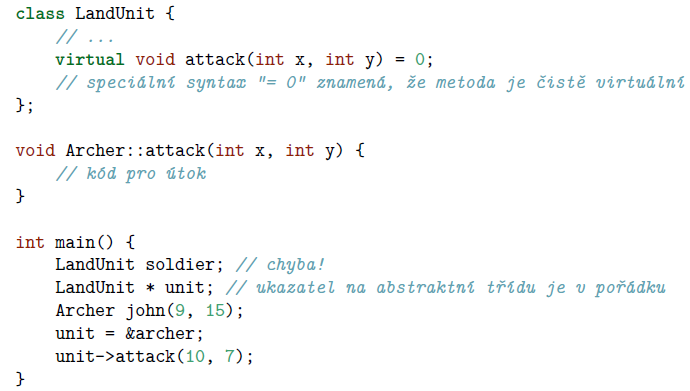 class LandUnit {
    // ...
    virtual void attack(int x, int y) = 0;
    // speciální syntax "= 0" znamená, že metoda je čistě virtuální
};

void Archer::attack(int x, int y) {
    // kód pro útok
}

int main() {
    LandUnit soldier; // chyba!
    LandUnit * unit; // ukazatel na abstraktní třídu je v pořádku
    Archer john(9, 15);
    unit = &archer;
    unit->attack(10, 7);
}